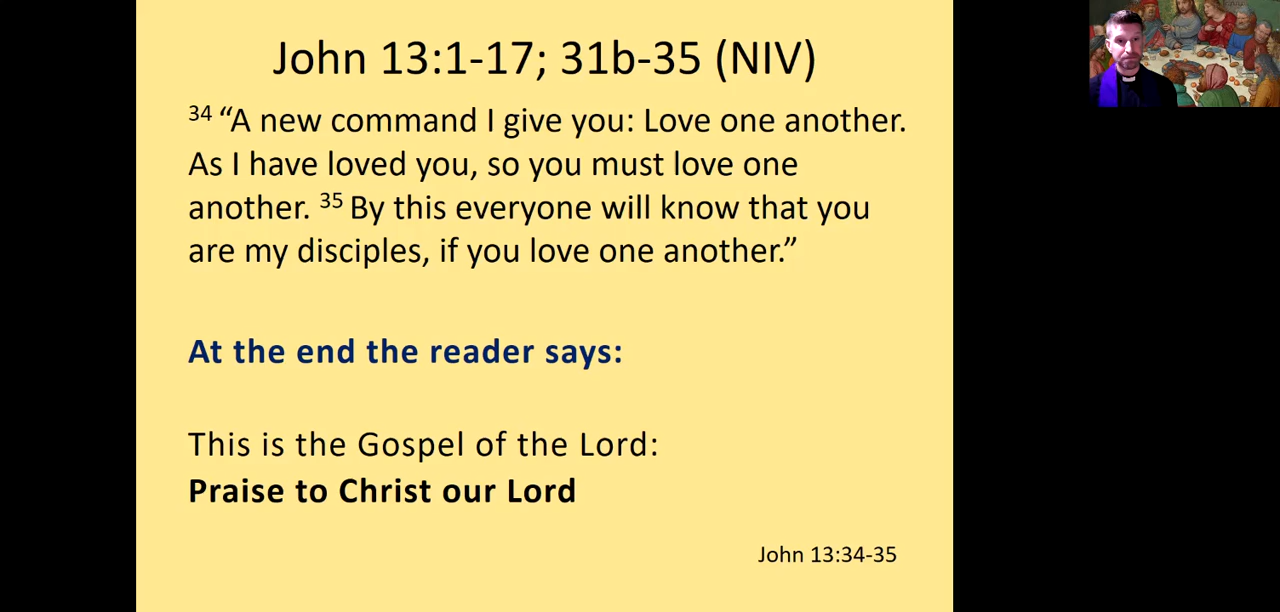 John 13:1-17; 31b-35 (NIV)
34 “A new command I give you: Love one another.
As I have loved you, so you must love one
another. 35 By this everyone will know that you
are my disciples, if you love one another.”
At the end the reader says:
This is the Gospel of the Lord:
Praise to Christ our Lord
John 13:34-35